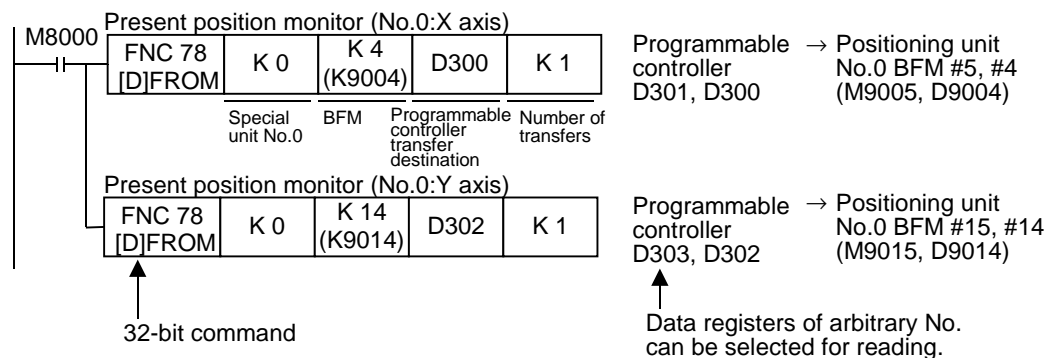 Present position monitor (No.0:X axis)
M8000
FNC 78
[D]FROM
K 0
K 4
(K9004)
D300
K 1
Programmable → Positioning unit
controller No.0 BFM #5, #4
D301, D300 (M9005, D9004)
Special
unit No.0
BFM
Programmable
controller
transfer
destination
Number of
transfers
Present position monitor (No.0:Y axis)
FNC 78
[D]FROM
K 0
K 14
(K9014)
D302
K 1
Programmable → Positioning unit
controller No.0 BFM #15, #14
D303, D302 (M9015, D9014)
32-bit command
Data registers of arbitrary No.
can be selected for reading.